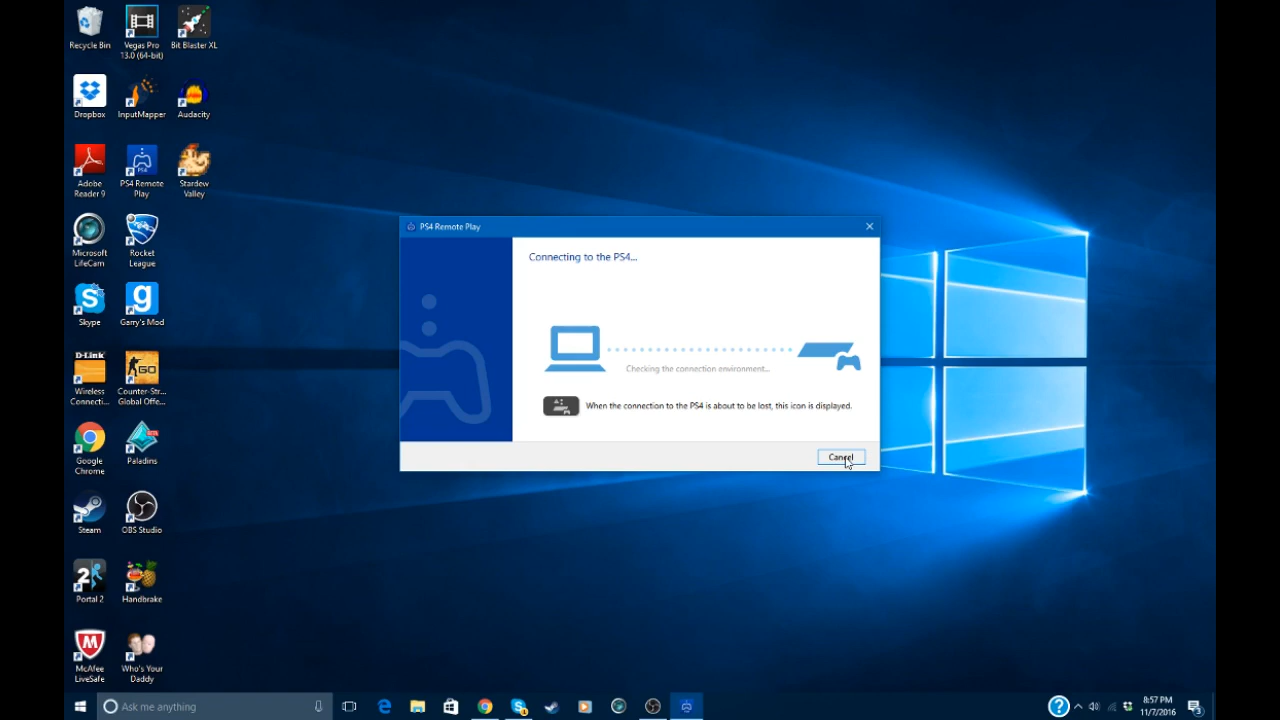 Recycle Bin
Vegas Pro
13.0 (64-bit)
Bit Blaster XL
Dropbox
InputMapper
Audacity
Adobe
Reader 9
PS4
PS4 Remote
Play
Stardew
Valley
Microsoft
LifeCam
Rocket
League
Skype
Garry's Mod
D-Link
Wireless
Connecti...
GO
Counter-Str...
Global Offe...
Google
Chrome
Paladins
Steam
OBS Studio
2
Portal 2
Handbrake
McAfee
LiveSafe
Who's Your
Daddy
PS4 Remote Play
Connecting to the PS4...
Checking the connection environment...
When the connection to the PS4 is about to be lost, this icon is displayed.
Cancel
Ask me anything
8:57 PM
11/7/2016